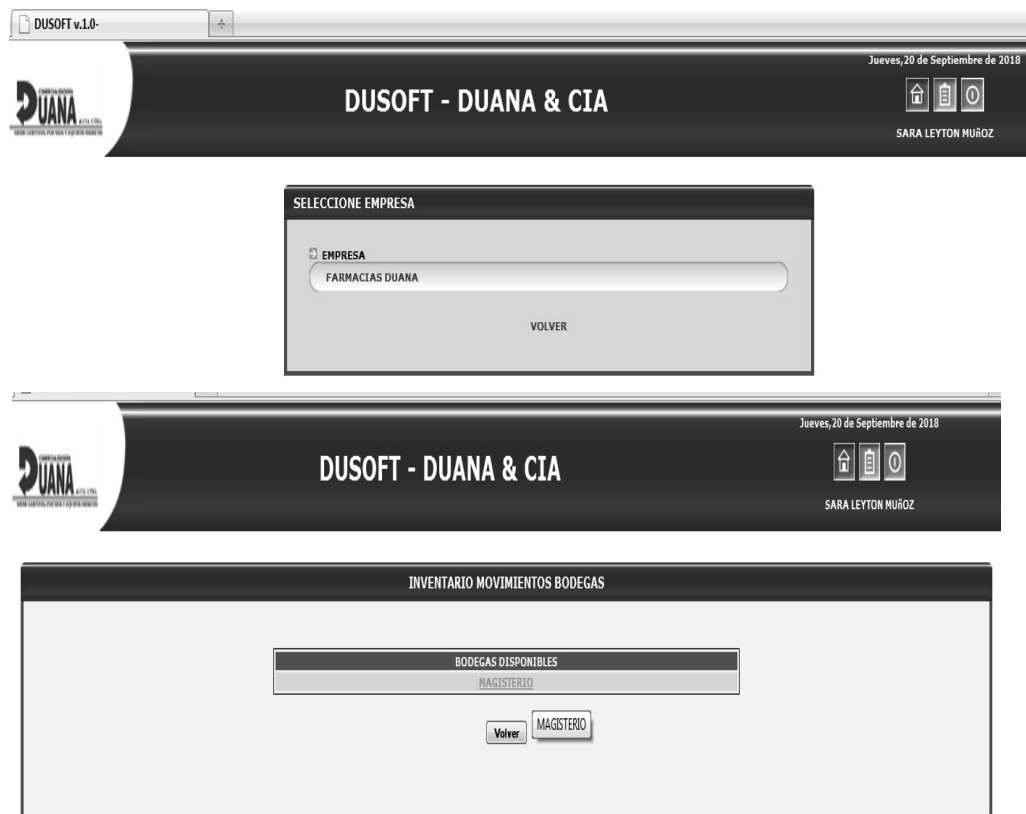 DUSOFT v.1.0-
Jueves,20 de Septiembre de 2018
DUANA
DUSOFT - DUANA & CIA
SARA LEYTON MUñOZ
SELECCIONE EMPRESA
EMPRESA
FARMACIAS DUANA
VOLVER
Jueves,20 de Septiembre de 2018
DUANA
DUSOFT - DUANA & CIA
SARA LEYTON MUñOZ
INVENTARIO MOVIMIENTOS BODEGAS
BODEGAS DISPONIBLES
MAGISTERIO
Volver
MAGISTERIO